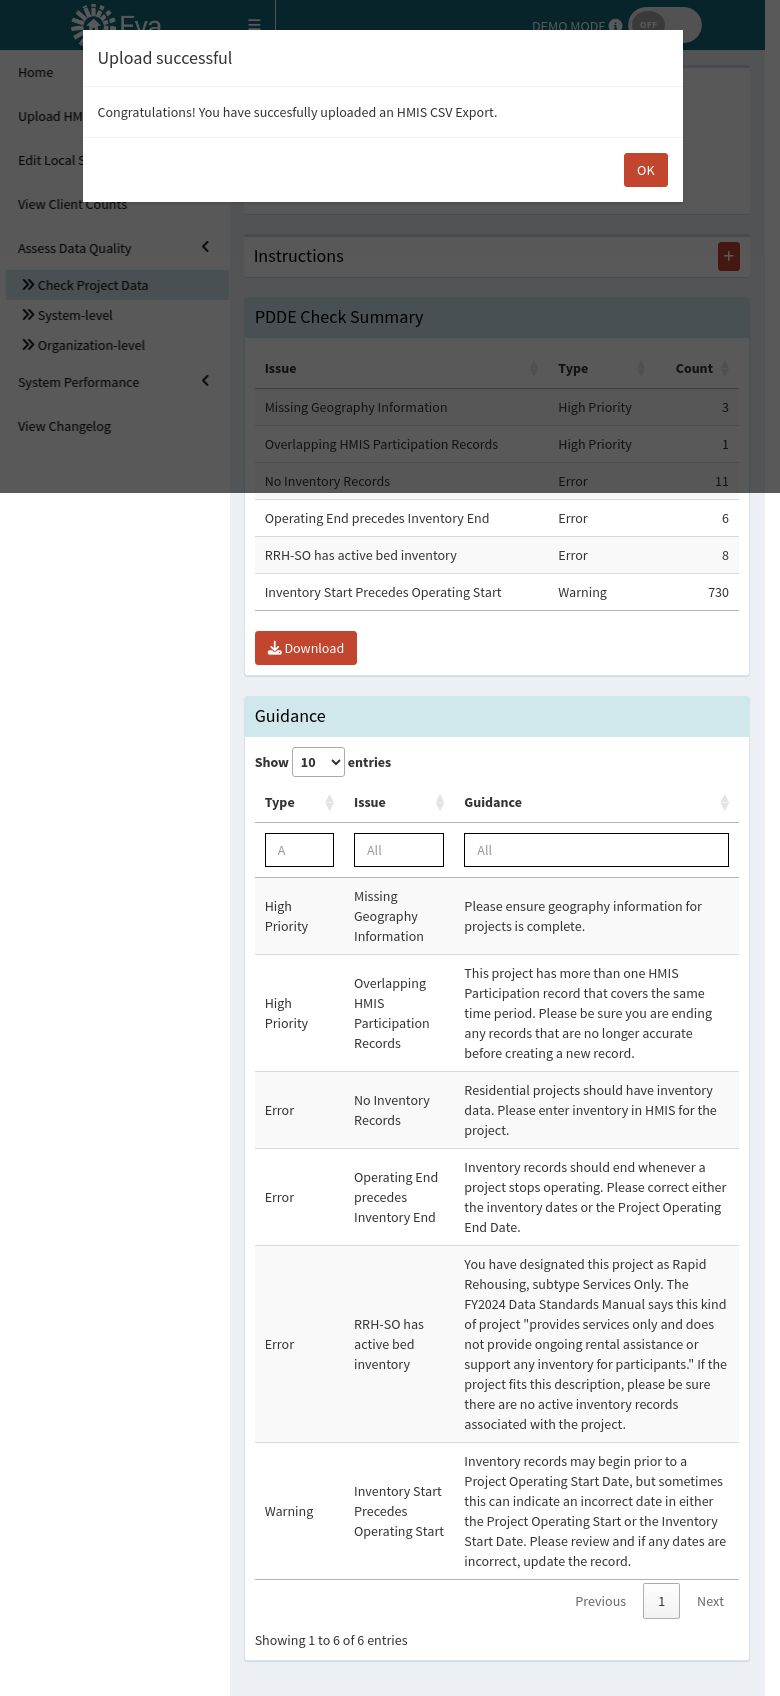 Eva
DEMO MODE OFF
Upload successful
Congratulations! You have succesfully uploaded an HMIS CSV Export.
OK
Home
Upload HM
Edit Local S
View Client Counts
Assess Data Quality
Check Project Data
System-level
Organization-level
System Performance
View Changelog
Instructions
+
PDDE Check Summary
Issue Type Count
Missing Geography Information High Priority 3
Overlapping HMIS Participation Records High Priority 1
No Inventory Records Error 11
Operating End precedes Inventory End Error 6
RRH-SO has active bed inventory Error 8
Inventory Start Precedes Operating Start Warning 730
Download
Guidance
Show 10 entries
Type Issue Guidance
A All All
High
Priority
Missing
Geography
Information
Please ensure geography information for
projects is complete.
High
Priority
Overlapping
HMIS
Participation
Records
This project has more than one HMIS
Participation record that covers the same
time period. Please be sure you are ending
any records that are no longer accurate
before creating a new record.
Error
No Inventory
Records
Residential projects should have inventory
data. Please enter inventory in HMIS for the
project.
Error
Operating End
precedes
Inventory End
Inventory records should end whenever a
project stops operating. Please correct either
the inventory dates or the Project Operating
End Date.
Error
RRH-SO has
active bed
inventory
You have designated this project as Rapid
Rehousing, subtype Services Only. The
FY2024 Data Standards Manual says this kind
of project "provides services only and does
not provide ongoing rental assistance or
support any inventory for participants." If the
project fits this description, please be sure
there are no active inventory records
associated with the project.
Warning
Inventory Start
Precedes
Operating Start
Inventory records may begin prior to a
Project Operating Start Date, but sometimes
this can indicate an incorrect date in either
the Project Operating Start or the Inventory
Start Date. Please review and if any dates are
incorrect, update the record.
Previous 1 Next
Showing 1 to 6 of 6 entries